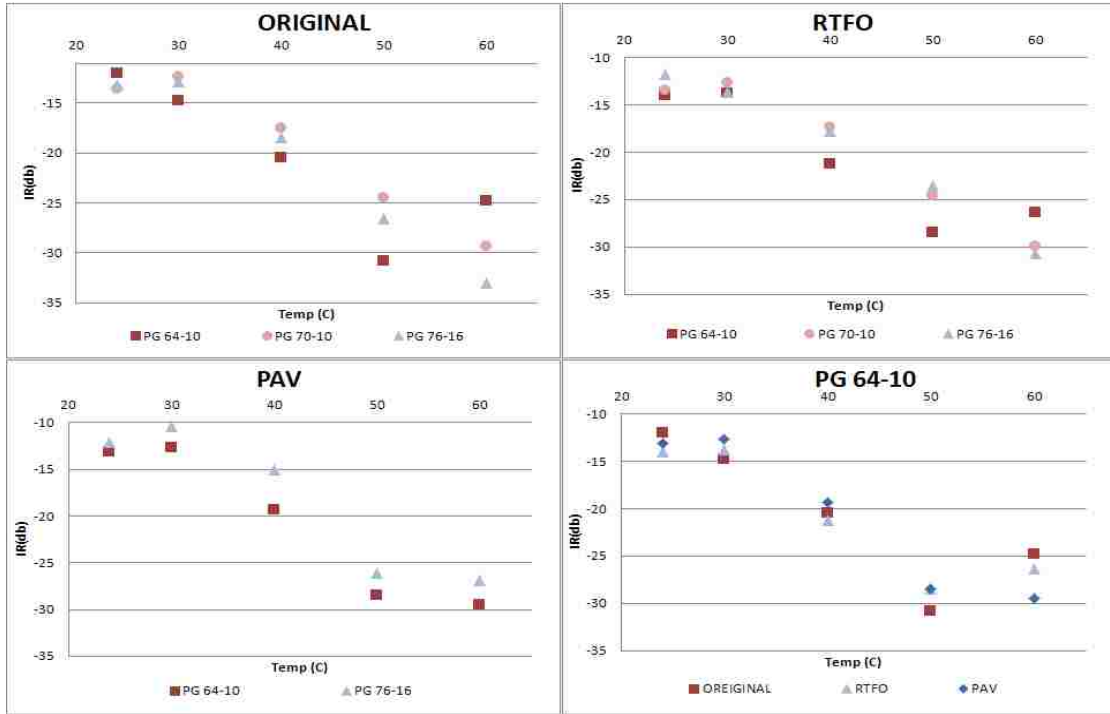 ORIGINAL
20 30 40 50 60
-15
-20
-25
-30
-35
IR(db)
Temp (C)
PG 64-10 PG 70-10 PG 76-16
RTFO
20 30 40 50 60
-10
-15
-20
-25
-30
-35
IR(db)
Temp (C)
PG 64-10 PG 70-10 PG 76-16
PAV
20 30 40 50 60
-10
-15
-20
-25
-30
-35
IR(db)
Temp (C)
PG 64-10 PG 76-16
PG 64-10
20 30 40 50 60
-10
-15
-20
-25
-30
-35
IR(db)
Temp (C)
OREIGINAL RTFO PAV